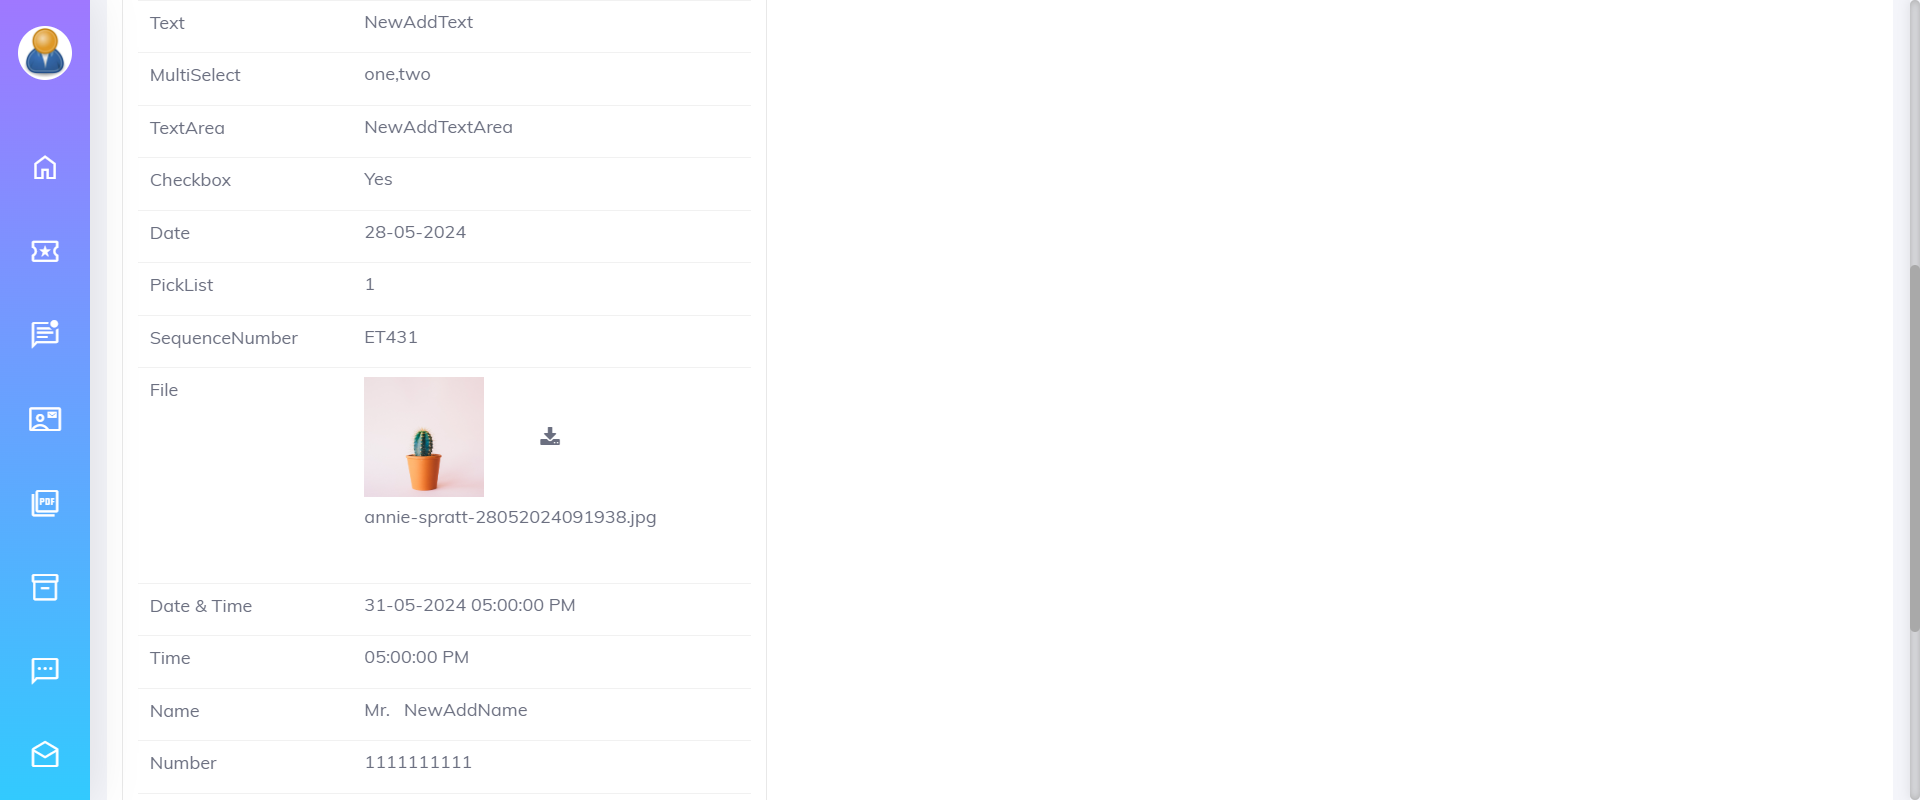 Text NewAddText
MultiSelect one,two
TextArea NewAddTextArea
Checkbox Yes
Date 28-05-2024
PickList 1
SequenceNumber ET431
File
annie-spratt-28052024091938.jpg
Date & Time 31-05-2024 05:00:00 PM
Time 05:00:00 PM
Name Mr. NewAddName
Number 1111111111
PDF